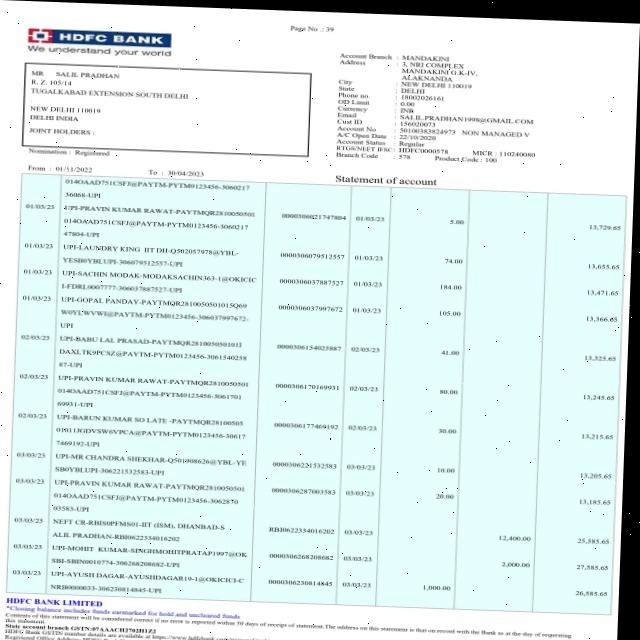 Page No .: 39
HDFC BANK
We understand your world
MR SALIL PRADHAN
R. Z. 105/14
TUGALKABAD EXTENSION SOUTH DELHI
NEW DELHI 110019
DELHI INDIA
JOINT HOLDERS :
Nomination : Registered
From : 01/11/2022 To : 30/04/2023
Account Branch : MANDAKINI
Address : 3, NRI COMPLEX
MANDAKINI G.K-IV,
ALAKNANDA
City : NEW DELHI 110019
State : DELHI
Phone no. : 18002026161
OD Limit : 0.00
Currency : INR
Email : SALIL.PRADHAN1998@GMAIL.COM
Cust ID : 156020073
Account No : 50100383824973 NON MANAGED V
A/C Open Date : 22/10/2020
Account Status : Regular
RTGS/NEFT IFSC: HDFC0000578 MICR : 110240080
Branch Code : 578 Product Code : 100
Statement of account
014OAAD751CSFJ@PAYTM-PYTM0123456-3060217
36068-UPI
01/03/23 UPI-PRAVIN KUMAR RAWAT-PAYTMQR2810050501 0000306021747804 01/03/23 5.00 13,729.65
014OAAD751CSFJ@PAYTM-PYTM0123456-3060217
47804-UPI
01/03/23 UPI-LAUNDRY KING IIT DH-Q502057978@YBL- 0000306079512557 01/03/23 74.00 13,655.65
YESB0YBLUPI-306079512557-UPI
01/03/23 UPI-SACHIN MODAK-MODAKSACHIN363-1@OKICIC 0000306037887527 01/03/23 184.00 13,471.65
I-FDRL0007777-306037887527-UPI
01/03/23 UPI-GOPAL PANDAY-PAYTMQR2810050501015Q69 0000306037997672 01/03/23 105.00 13,366.65
W0YLWVWI@PAYTM-PYTM0123456-306037997672-
UPI
02/03/23 UPI-BABU LAL PRASAD-PAYTMQR2810050501011 0000306154025887 02/03/23 41.00 13,325.65
DAXLTK9PCSZ@PAYTM-PYTM0123456-3061540258
87-UPI
02/03/23 UPI-PRAVIN KUMAR RAWAT-PAYTMQR2810050501 0000306170169931 02/03/23 80.00 13,245.65
014OAAD751CSFJ@PAYTM-PYTM0123456-3061701
69931-UPI
02/03/23 UPI-BARUN KUMAR SO LATE -PAYTMQR28100505 0000306177469192 02/03/23 30.00 13,215.65
01011JGDVSW6VPCA@PAYTM-PYTM0123456-30617
7469192-UPI
03/03/23 UPI-MR CHANDRA SHEKHAR-Q501908626@YBL-YE 0000306221532583 03/03/23 10.00 13,205.65
SB0YBLUPI-306221532583-UPI
03/03/23 UPI-PRAVIN KUMAR RAWAT-PAYTMQR2810050501 0000306287003583 03/03/23 20.00 13,185.65
014OAAD751CSFJ@PAYTM-PYTM0123456-3062870
03583-UPI
03/03/23 NEFT CR-RBIS0PFMS01-IIT (ISM), DHANBAD-S RBI0622334016202 03/03/23 12,400.00 25,585.65
ALIL PRADHAN-RBI0622334016202
03/03/23 UPI-MOHIT KUMAR-SINGHMOHITPRATAP1997@OK 0000306268208682 03/03/23 2,000.00 27,585.65
SBI-SBIN0010774-306268208682-UPI
03/03/23 UPI-AYUSH DAGAR-AYUSHDAGAR19-1@OKICICI-C 0000306230814845 03/03/23 1,000.00 26,585.65
NRB0000033-306230814845-UPI
HDFC BANK LIMITED
*Closing balance includes funds earmarked for hold and uncleared funds
Contents of this statement will be considered correct if no error is reported within 30 days of receipt of statement.The address on this statement is that on record with the Bank as at the day of requesting
this statement.
State account branch GSTN:07AAACH2702H1Z2
HDFC Bank GSTIN number details are available at